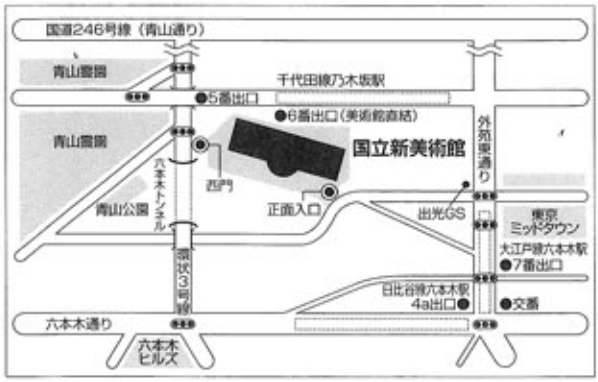 国道246号線(青山通り)
青山霊園
千代田線乃木坂駅
●5番出口
●6番出口(美術館直結)
外苑東通り
青山霊園
国立新美術館
西門
六本木トンネル
青山公園
正面入口
出光GS
東京
ミッドタウン
大江戸線六本木駅
●7番出口
環状3号線
日比谷線六本木駅
4a出口●
●交番
六本木通り
六本木
ヒルズ